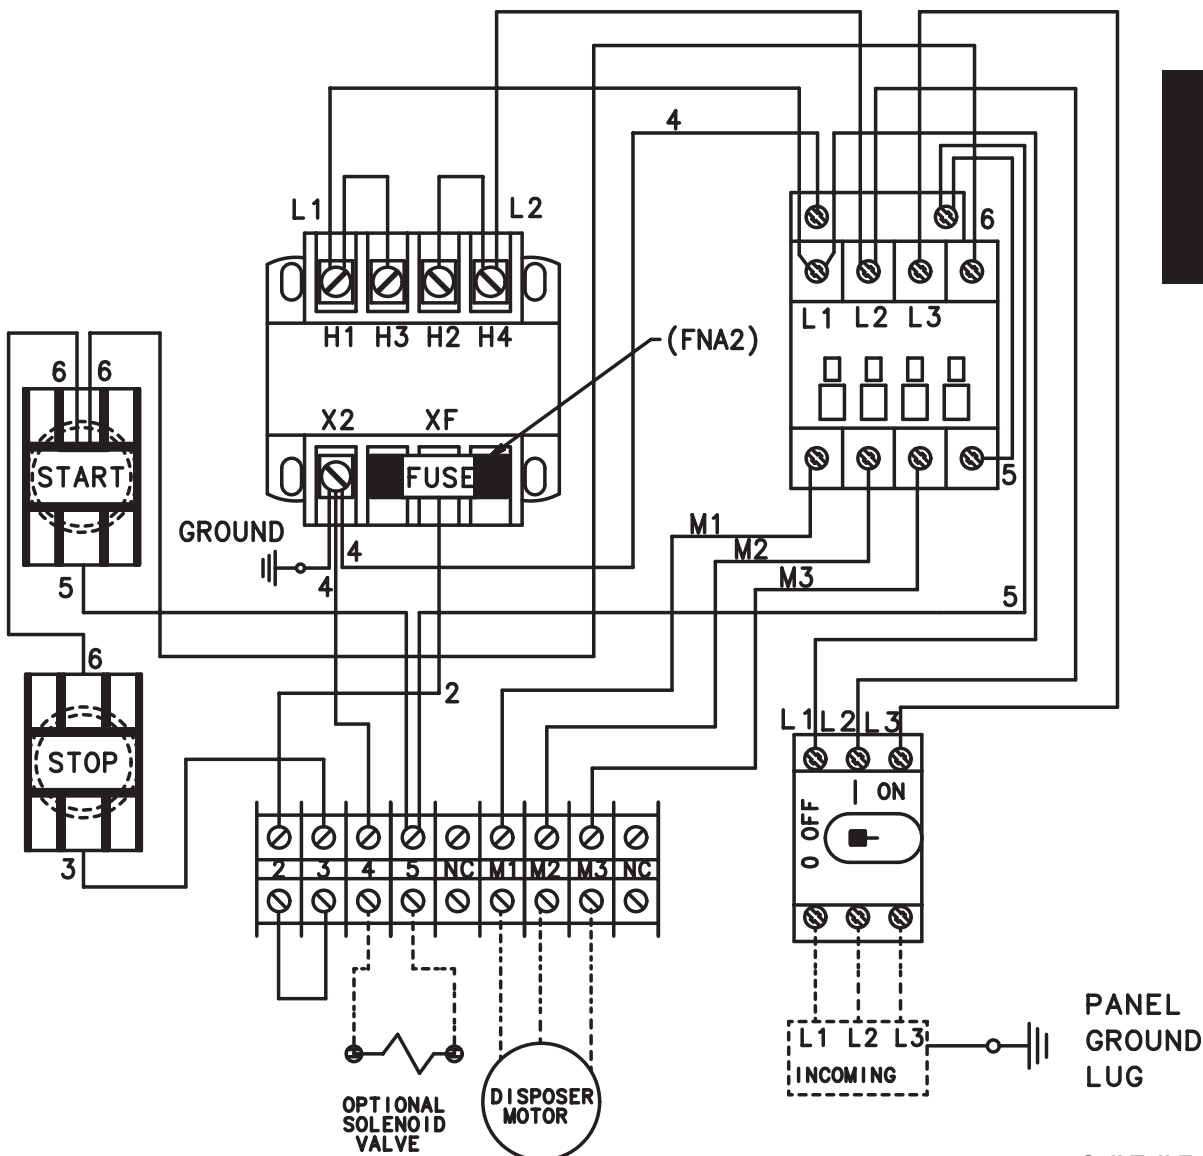 4
L1
L2
6
H1 H3 H2 H4
(FNA2)
L1 L2 L3
6 6
X2 XF
START
FUSE
5
GROUND
M1
4
M2
4
M3
5
5
6
2
L1 L2 L3
STOP
ON
O OFF
3
2 3 4 5 NC M1 M2 M3 NC
PANEL
GROUND
LUG
L1 L2 L3
INCOMING
OPTIONAL
SOLENOID
VALVE
DISPOSER
MOTOR